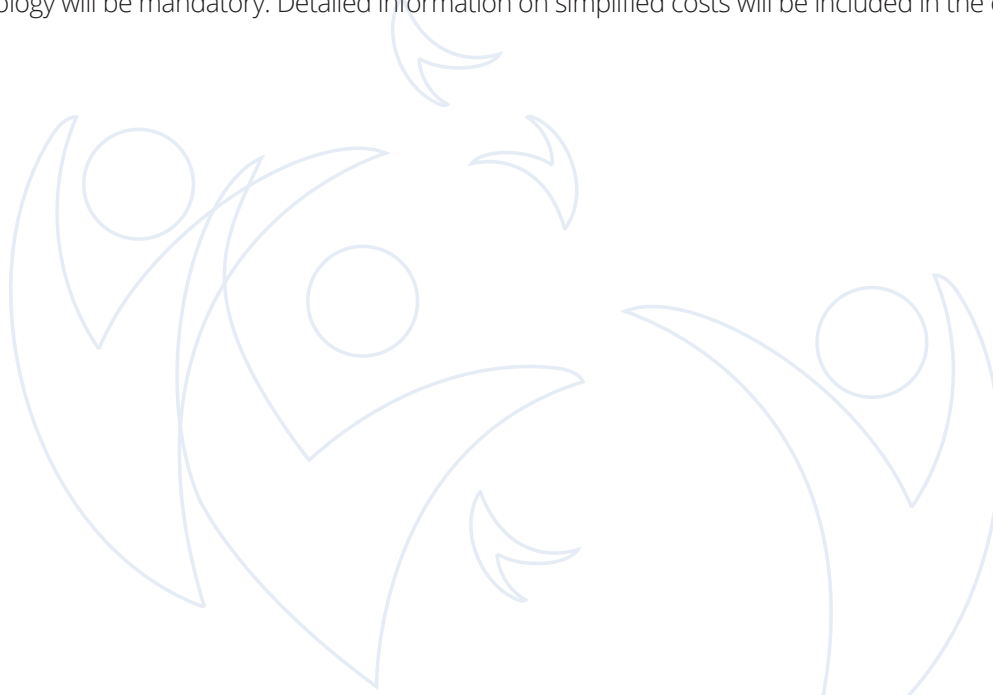 ology will be mandatory. Detailed information on simplified costs will be included in the